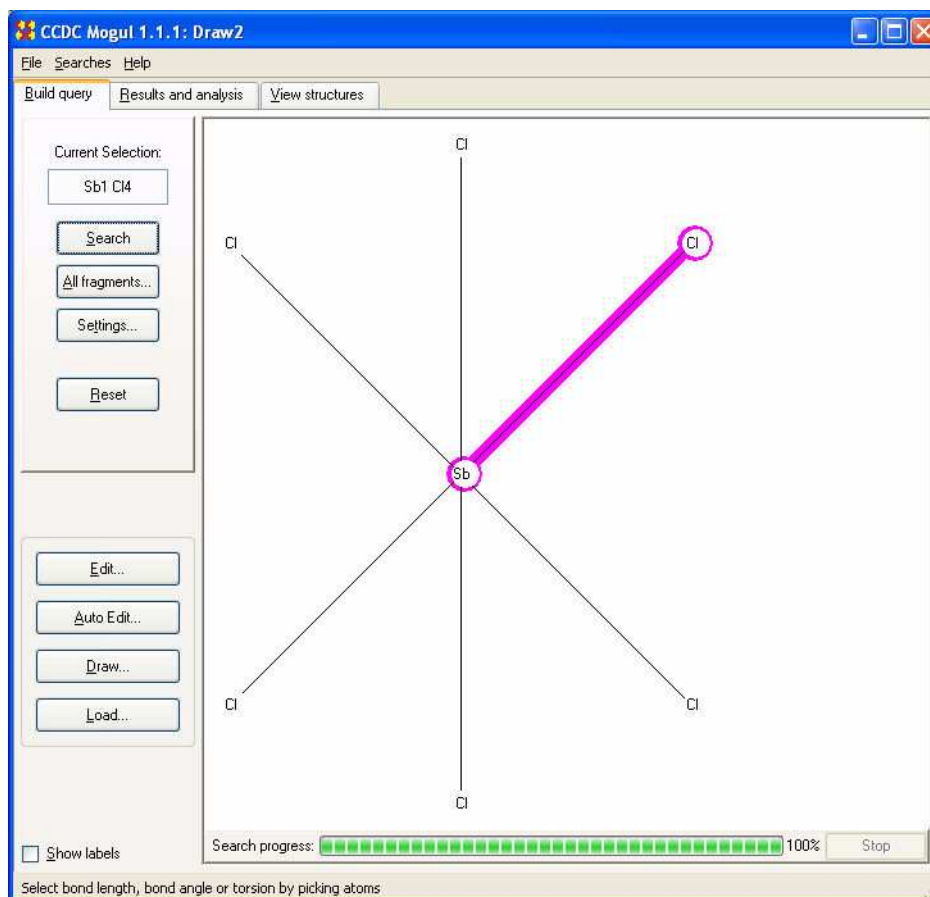 CCDC Mogul 1.1.1: Draw2
File Searches Help
Build query Results and analysis View structures
Current Selection:
Sb1 Cl4
Search
All fragments...
Settings...
Reset
Edit...
Auto Edit...
Draw...
Load...
Show labels
Cl
Cl Cl
Sb
Cl Cl
Cl
Search progress: 100% Stop
Select bond length, bond angle or torsion by picking atoms